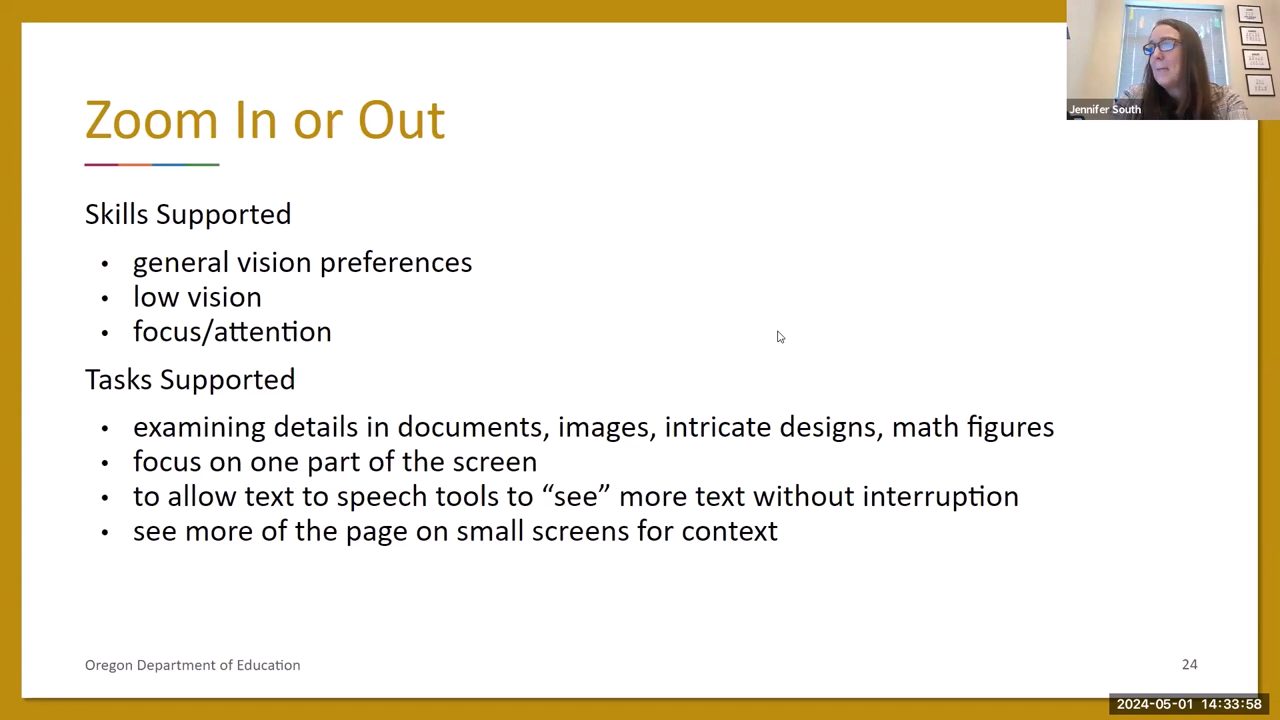 Zoom In or Out
Skills Supported
• general vision preferences
• low vision
• focus/attention
Tasks Supported
• examining details in documents, images, intricate designs, math figures
• focus on one part of the screen
• to allow text to speech tools to “see” more text without interruption
• see more of the page on small screens for context
Oregon Department of Education
24
Jennifer South
2024-05-01 14:33:58